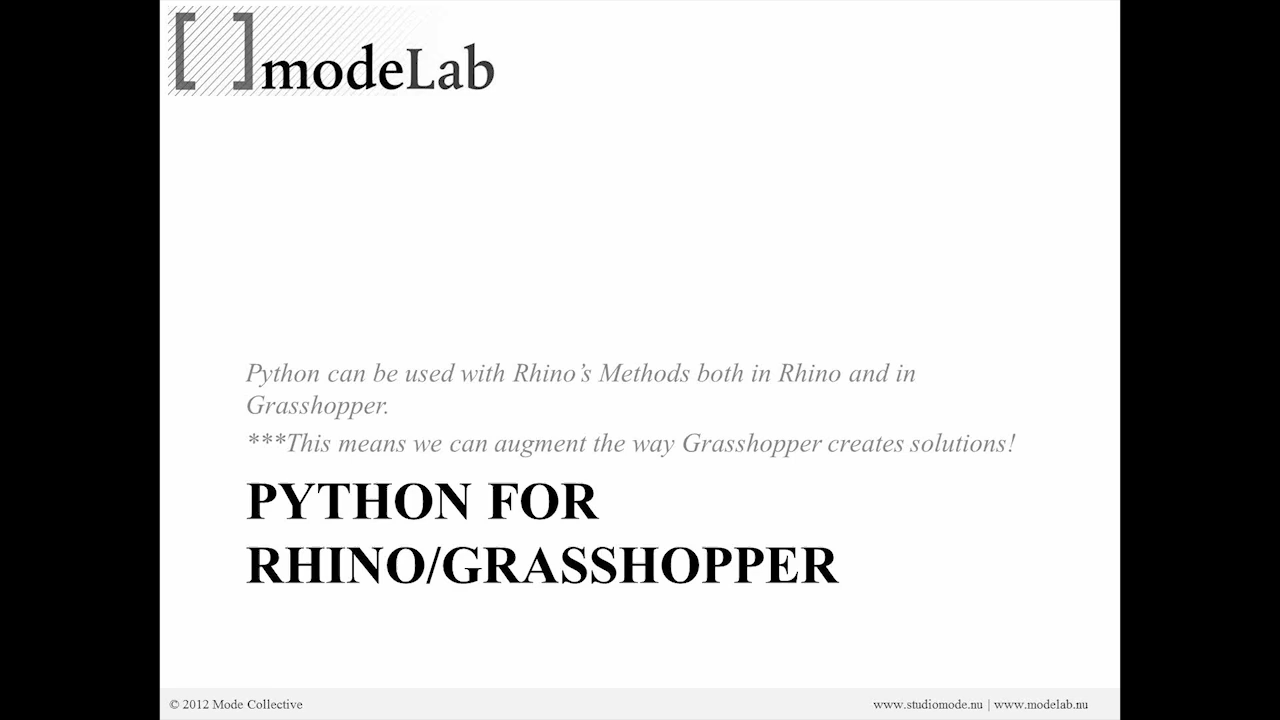 [ ] modeLab
Python can be used with Rhino’s Methods both in Rhino and in
Grasshopper.
***This means we can augment the way Grasshopper creates solutions!
PYTHON FOR
RHINO/GRASSHOPPER
© 2012 Mode Collective
www.studiomode.nu | www.modelab.nu